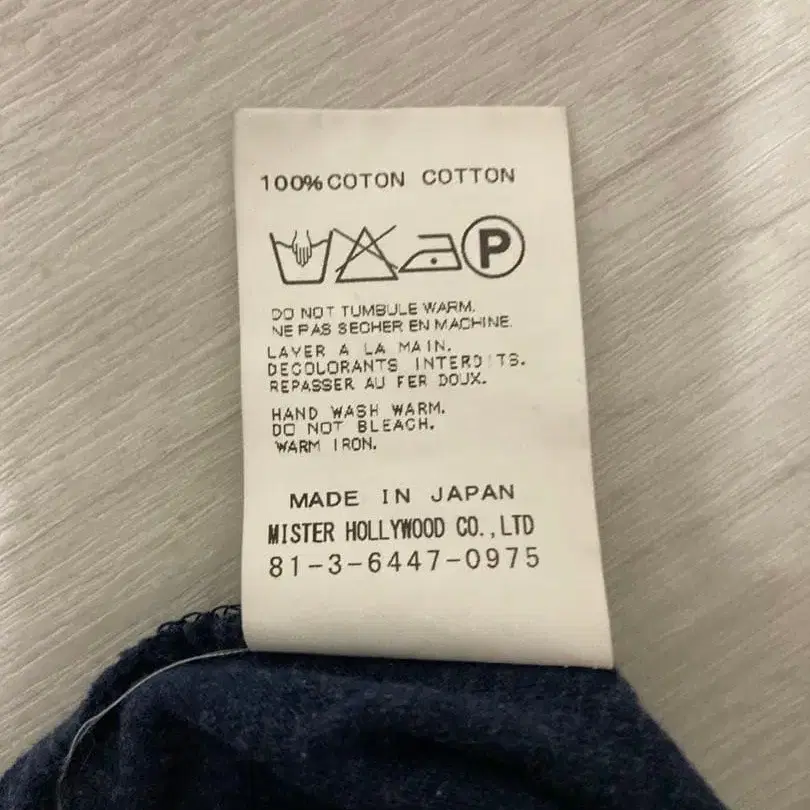 100% COTON COTTON
P
DO NOT TUMBULE WARM.
NE PAS SECHER EN MACHINE.
LAVER A LA MAIN.
DECOLORANTS INTERDITS.
REPASSER AU FER DOUX.
HAND WASH WARM.
DO NOT BLEACH.
WARM IRON.
MADE IN JAPAN
MISTER HOLLYWOOD CO.,LTD
81-3-6447-0975